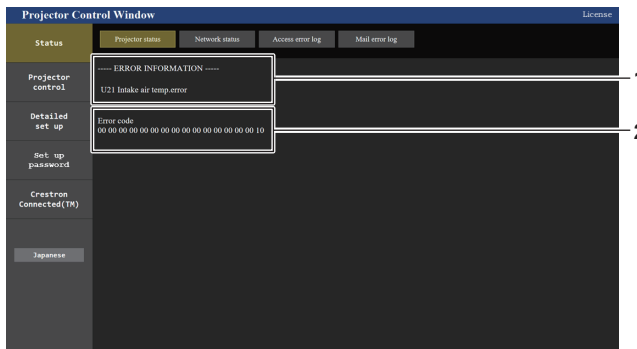 Projector Control Window
License
Status
Projector status
Network status
Access error log
Mail error log
----- ERROR INFORMATION -----
U21 Intake air temp.error
1
Projector
control
Detailed
set up
Error code
00 00 00 00 00 00 00 00 00 00 00 00 00 00 00 10
2
Set up
password
Crestron
Connected(TM)
Japanese